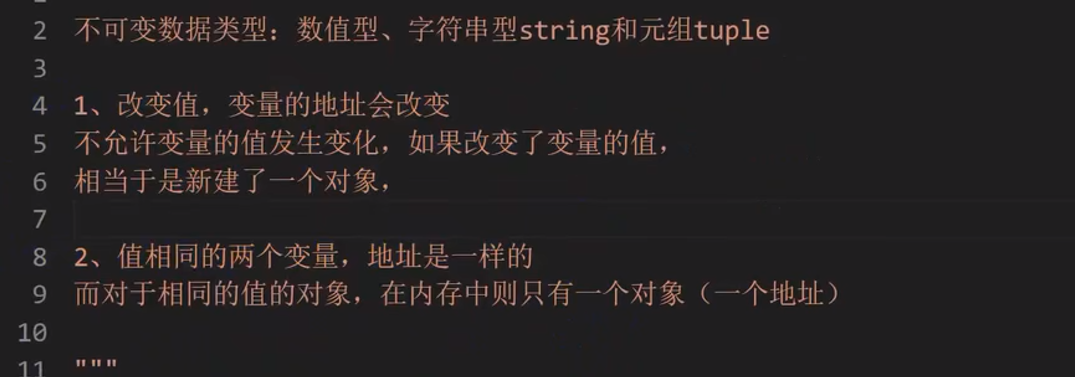 2 不可变数据类型：数值型、字符串型string和元组tuple
3
4 1、改变值，变量的地址会改变
5 不允许变量的值发生变化，如果改变了变量的值，
6 相当于是新建了一个对象，
7
8 2、值相同的两个变量，地址是一样的
9 而对于相同的值的对象，在内存中则只有一个对象（一个地址）
10
11 """